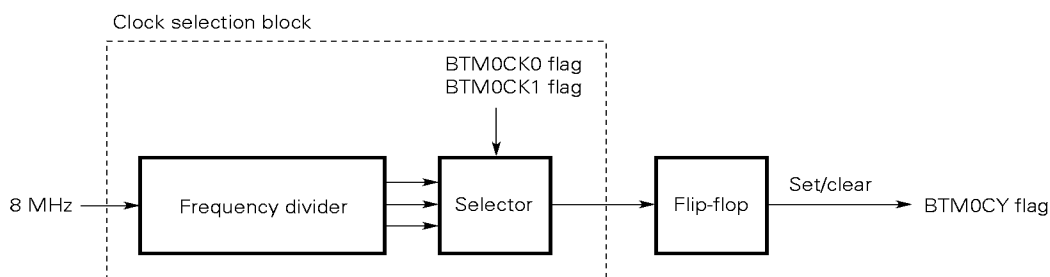 Clock selection block
BTM0CK0 flag
BTM0CK1 flag
8 MHz
Frequency divider
Selector
Flip-flop
Set/clear
BTM0CY flag